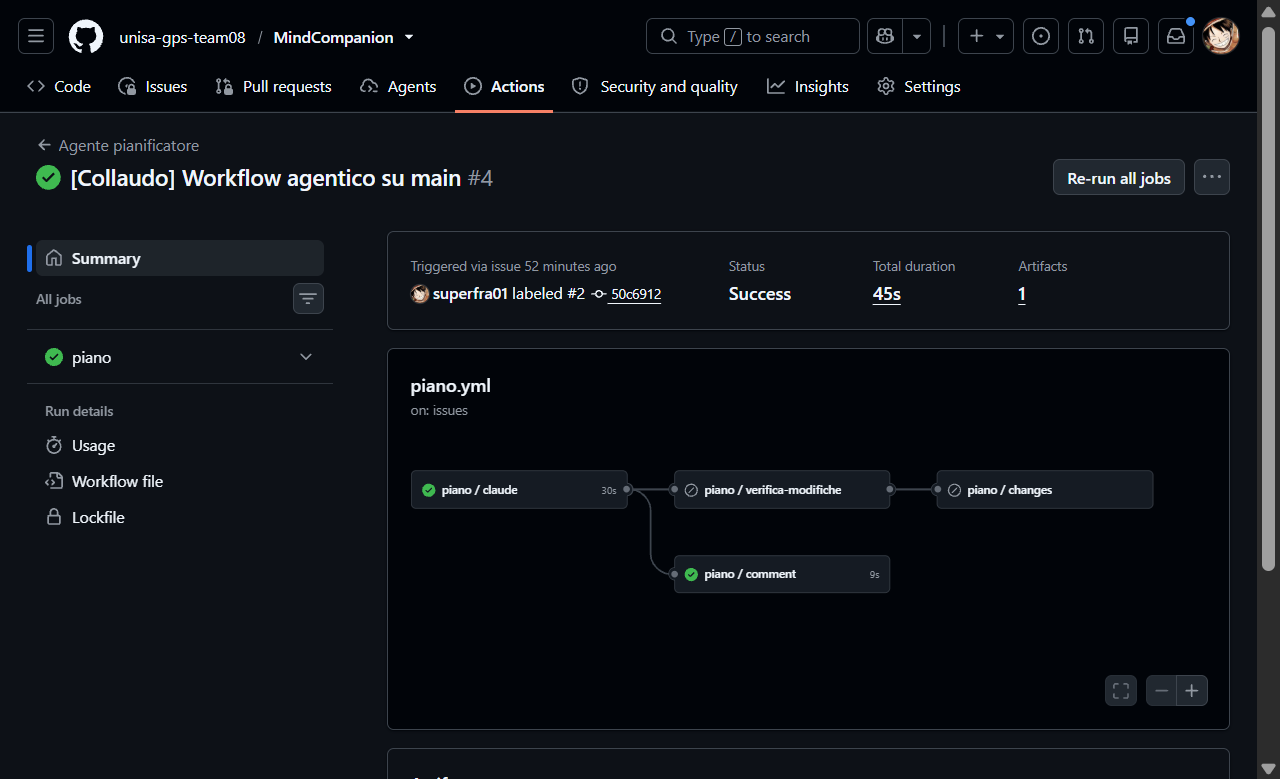 unisa-gps-team08 / MindCompanion
Type / to search
Code
Issues
Pull requests
Agents
Actions
Security and quality
Insights
Settings
Agente pianificatore
[Collaudo] Workflow agentico su main #4
Re-run all jobs
Summary
All jobs
piano
Run details
Usage
Workflow file
Lockfile
Triggered via issue 52 minutes ago
superfra01 labeled #2 50c6912
Status
Success
Total duration
45s
Artifacts
1
piano.yml
on: issues
piano / claude 30s
piano / verifica-modifiche
piano / changes
piano / comment 9s